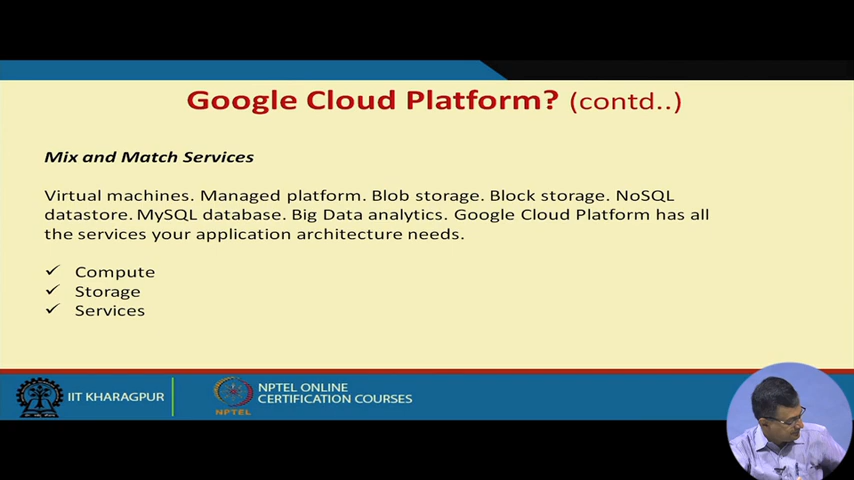 Google Cloud Platform? (contd..)
Mix and Match Services
Virtual machines. Managed platform. Blob storage. Block storage. NoSQL
datastore. MySQL database. Big Data analytics. Google Cloud Platform has all
the services your application architecture needs.
✓ Compute
✓ Storage
✓ Services
IIT KHARAGPUR
NPTEL
NPTEL ONLINE
CERTIFICATION COURSES